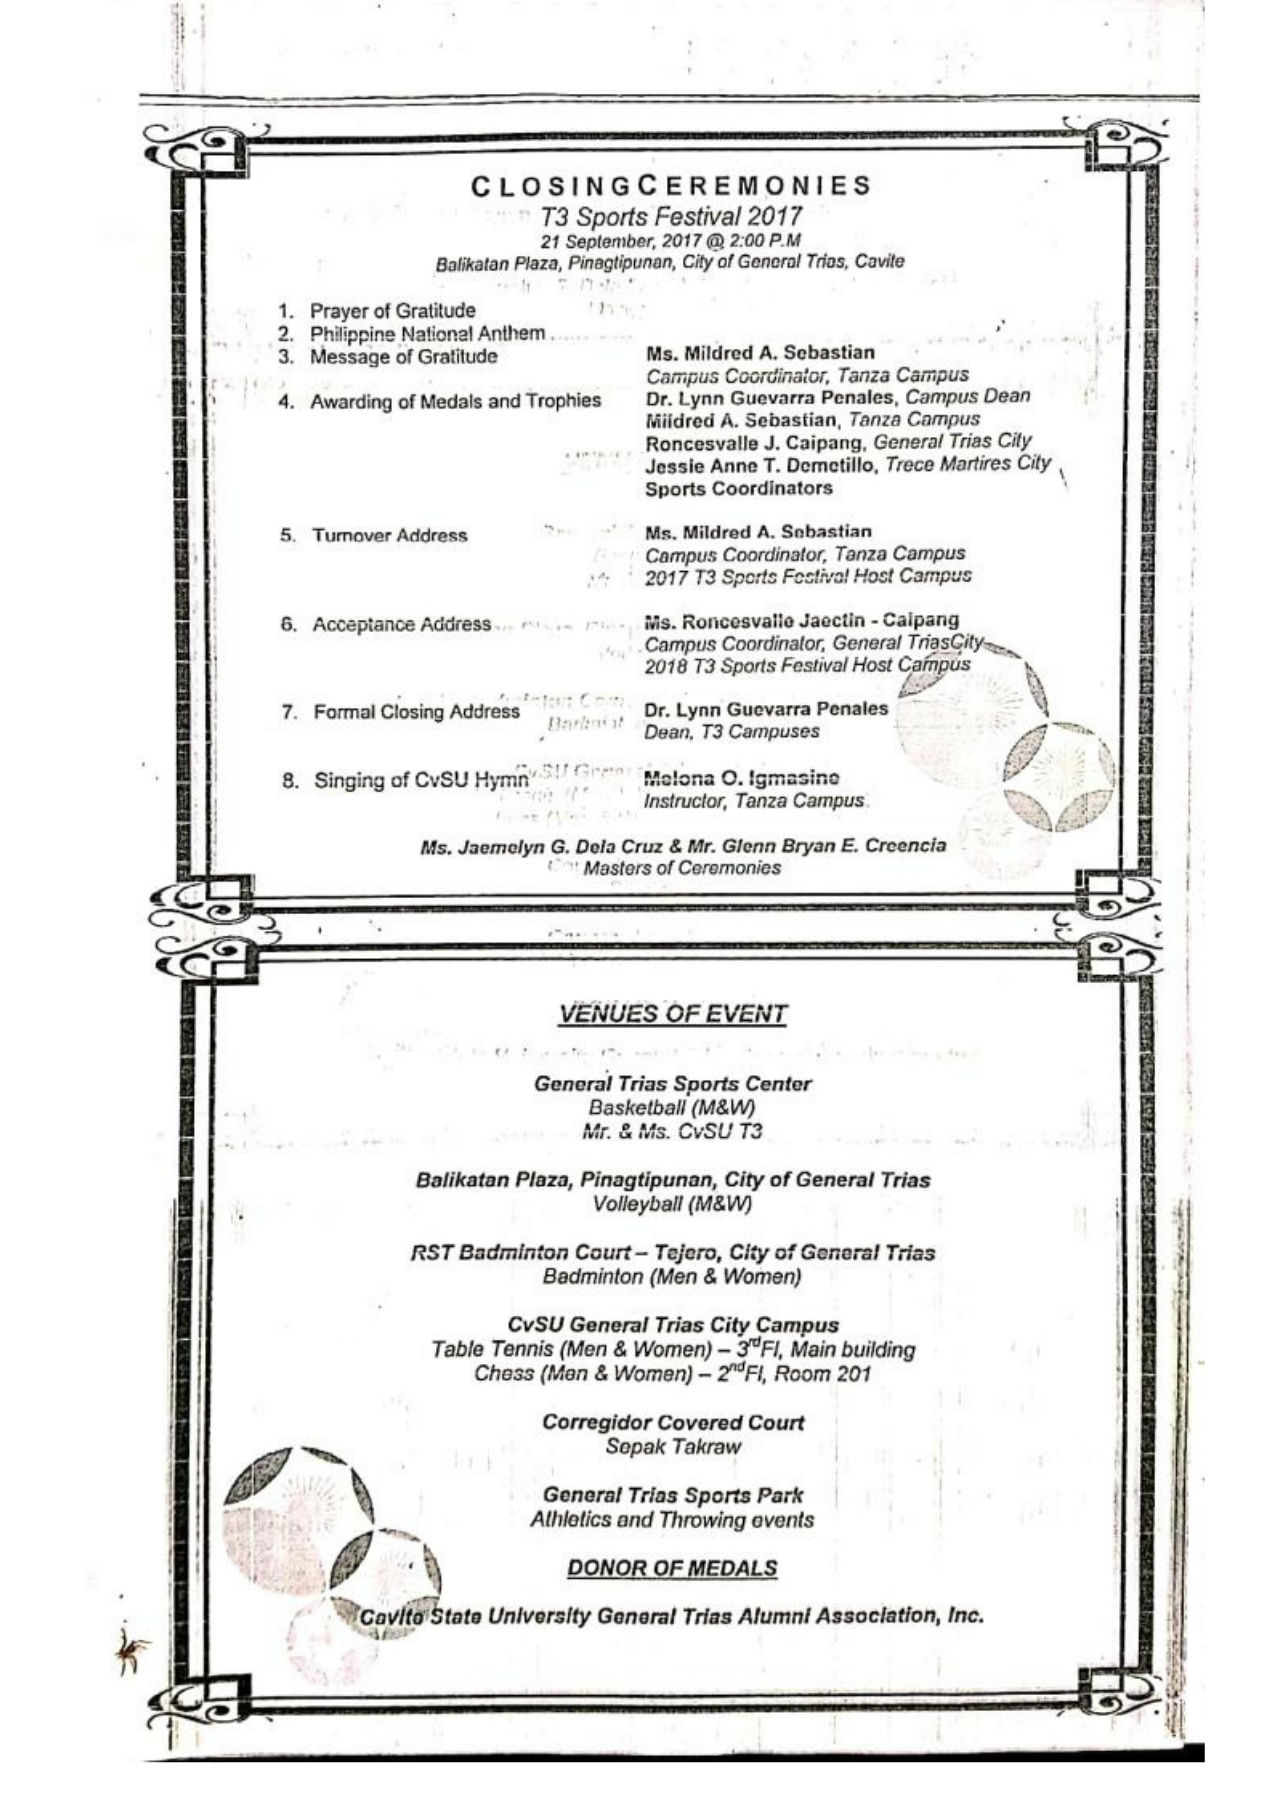 CLOSINGCEREMONIES
T3 Sports Festival 2017
21 September, 2017 @ 2:00 P.M
Balikatan Plaza, Pinagtipunan, City of General Trias, Cavite
1. Prayer of Gratitude
2. Philippine National Anthem
3. Message of Gratitude Ms. Mildred A. Sebastian
Campus Coordinator, Tanza Campus
4. Awarding of Medals and Trophies Dr. Lynn Guevarra Penales, Campus Dean
Mildred A. Sebastian, Tanza Campus
Roncesvalle J. Caipang, General Trias City
Jessie Anne T. Demetillo, Trece Martires City
Sports Coordinators
5. Turnover Address Ms. Mildred A. Sebastian
Campus Coordinator, Tanza Campus
2017 T3 Sports Festival Host Campus
6. Acceptance Address Ms. Roncesvalle Jaectin - Caipang
Campus Coordinator, General TriasCity
2018 T3 Sports Festival Host Campus
7. Formal Closing Address Dr. Lynn Guevarra Penales
Dean, T3 Campuses
8. Singing of CvSU Hymn Melona O. Igmasine
Instructor, Tanza Campus
Ms. Jaemelyn G. Dela Cruz & Mr. Glenn Bryan E. Creencia
Masters of Ceremonies
VENUES OF EVENT
General Trias Sports Center
Basketball (M&W)
Mr. & Ms. CvSU T3
Balikatan Plaza, Pinagtipunan, City of General Trias
Volleyball (M&W)
RST Badminton Court – Tejero, City of General Trias
Badminton (Men & Women)
CvSU General Trias City Campus
Table Tennis (Men & Women) – 3rdFl, Main building
Chess (Men & Women) – 2ndFl, Room 201
Corregidor Covered Court
Sepak Takraw
General Trias Sports Park
Athletics and Throwing events
DONOR OF MEDALS
Cavite State University General Trias Alumni Association, Inc.